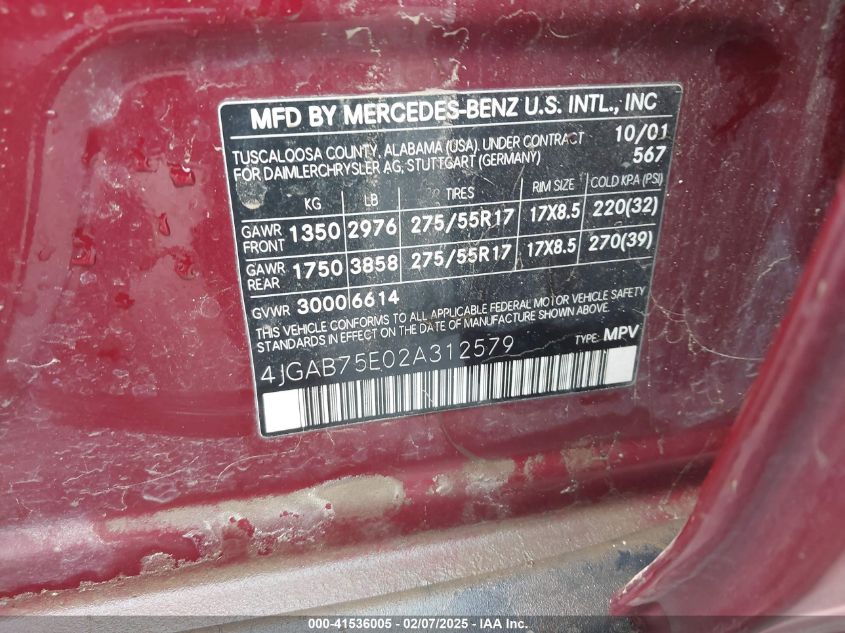 MFD BY MERCEDES-BENZ U.S. INTL., INC
TUSCALOOSA COUNTY, ALABAMA (USA). UNDER CONTRACT 10/01
FOR DAIMLERCHRYSLER AG, STUTTGART (GERMANY) 567
KG LB TIRES RIM SIZE COLD KPA (PSI)
GAWR FRONT 1350 2976 275/55R17 17X8.5 220(32)
GAWR REAR 1750 3858 275/55R17 17X8.5 270(39)
GVWR 3000 6614
THIS VEHICLE CONFORMS TO ALL APPLICABLE FEDERAL MOTOR VEHICLE SAFETY
STANDARDS IN EFFECT ON THE DATE OF MANUFACTURE SHOWN ABOVE.
4JGAB75E02A312579 TYPE: MPV
000-41536005 — 02/07/2025 — IAA Inc.